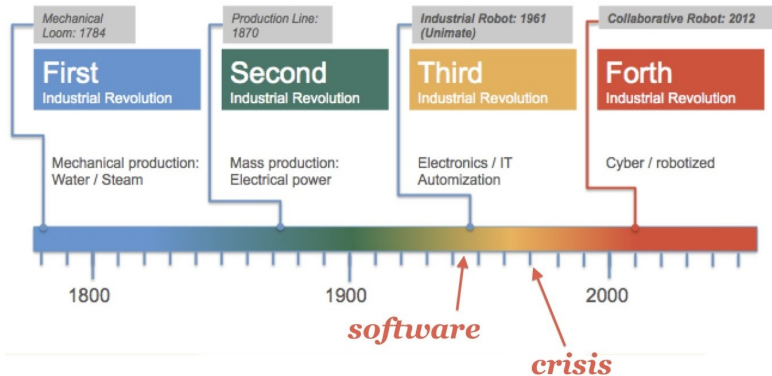 Mechanical
Loom: 1784
Production Line:
1870
Industrial Robot: 1961
(Unimate)
Collaborative Robot: 2012
First
Industrial Revolution
Second
Industrial Revolution
Third
Industrial Revolution
Forth
Industrial Revolution
Mechanical production:
Water / Steam
Mass production:
Electrical power
Electronics / IT
Automization
Cyber / robotized
1800
1900
2000
software
crisis